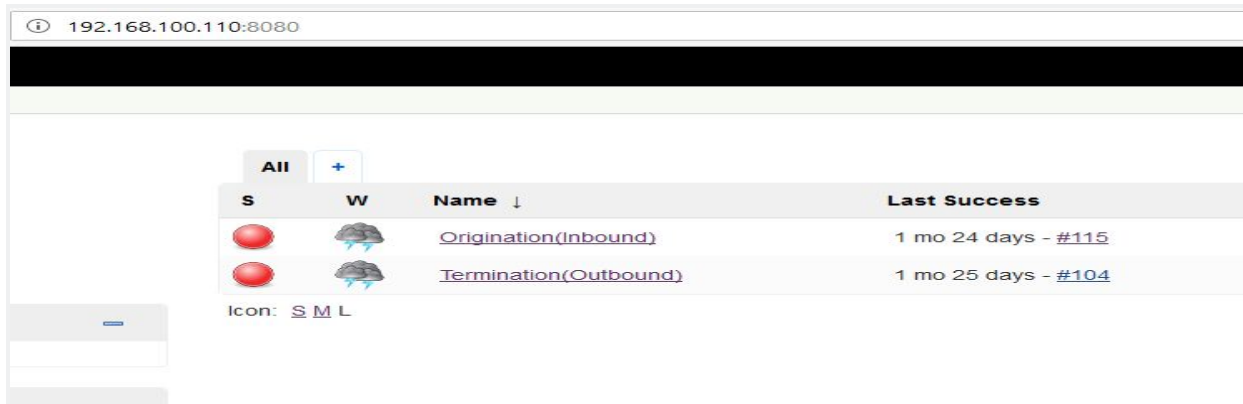 192.168.100.110:8080
All +
S W Name ↓ Last Success
Origination(Inbound) 1 mo 24 days - #115
Termination(Outbound) 1 mo 25 days - #104
Icon: S M L